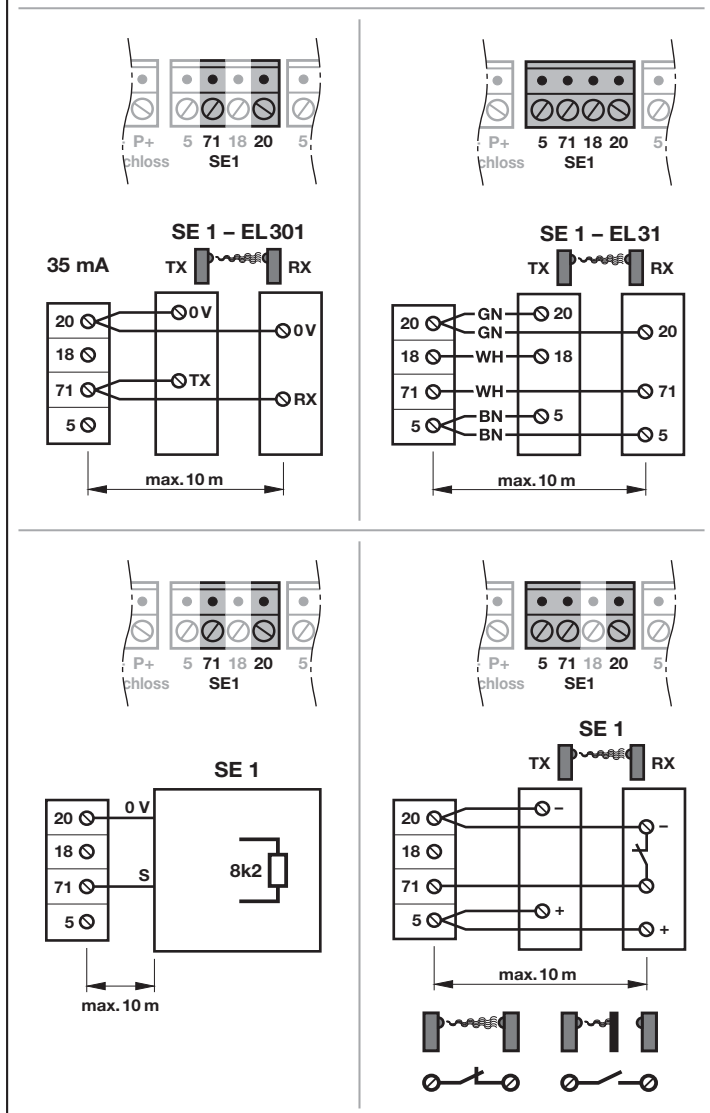 P+ 5 71 18 20 5
chloss SE1
SE 1 – EL301
35 mA
TX RX
20 0V
0V
18
71 TX
RX
5
max. 10 m
P+ 5 71 18 20 5
chloss SE1
SE 1 – EL31
TX RX
20 GN 20
GN 20
18 WH 18
71 WH 71
5 BN 5
BN 5
max. 10 m
P+ 5 71 18 20 5
chloss SE1
SE 1
20 0 V
18
8k2
71 S
5
max. 10 m
P+ 5 71 18 20 5
chloss SE1
SE 1
TX RX
20 –
–
18
71
5 +
+
max. 10 m